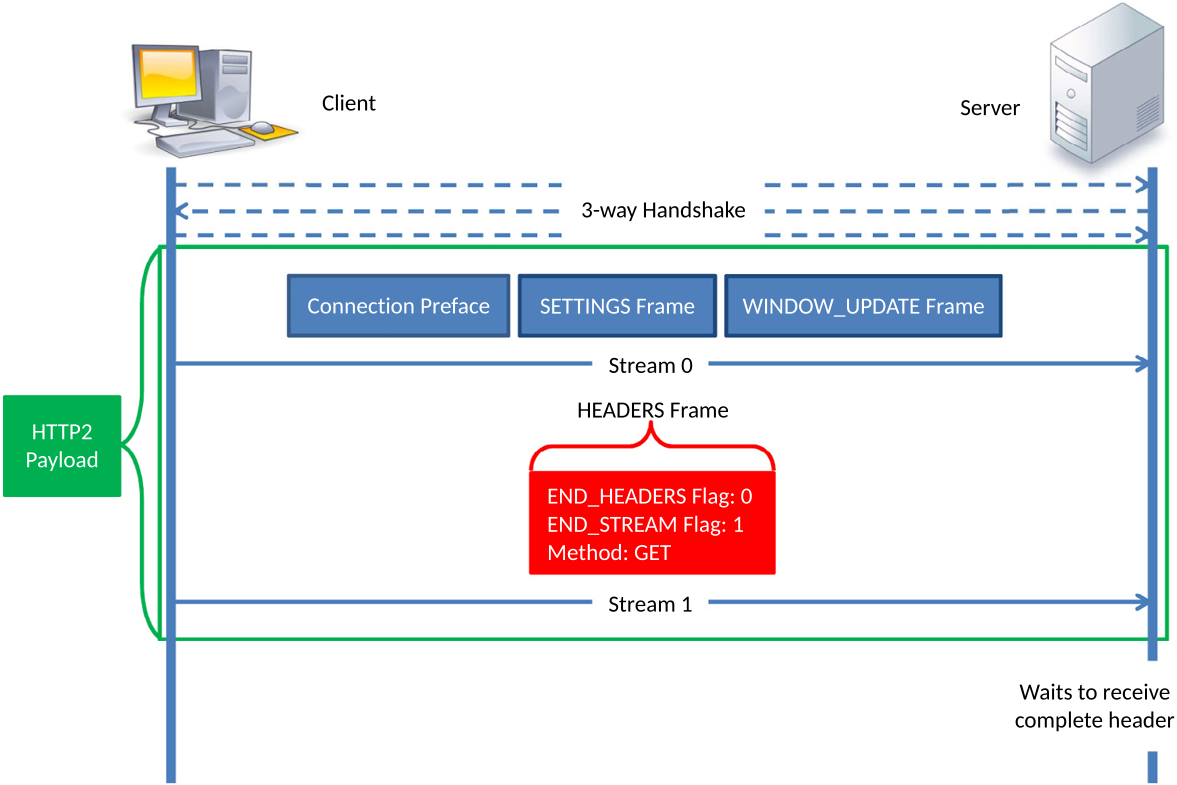 Client
Server
3-way Handshake
Connection Preface
SETTINGS Frame
WINDOW_UPDATE Frame
Stream 0
HEADERS Frame
HTTP2
Payload
END_HEADERS Flag: 0
END_STREAM Flag: 1
Method: GET
Stream 1
Waits to receive
complete header